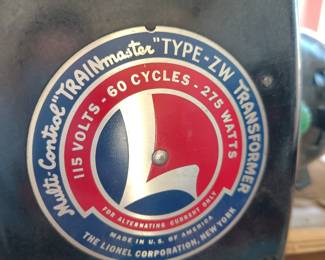 Multi-Control "TRAINmaster" TYPE-ZW TRANSFORMER
115 VOLTS - 60 CYCLES - 275 WATTS
L
FOR ALTERNATING CURRENT ONLY
MADE IN U.S. OF AMERICA
THE LIONEL CORPORATION, NEW YORK